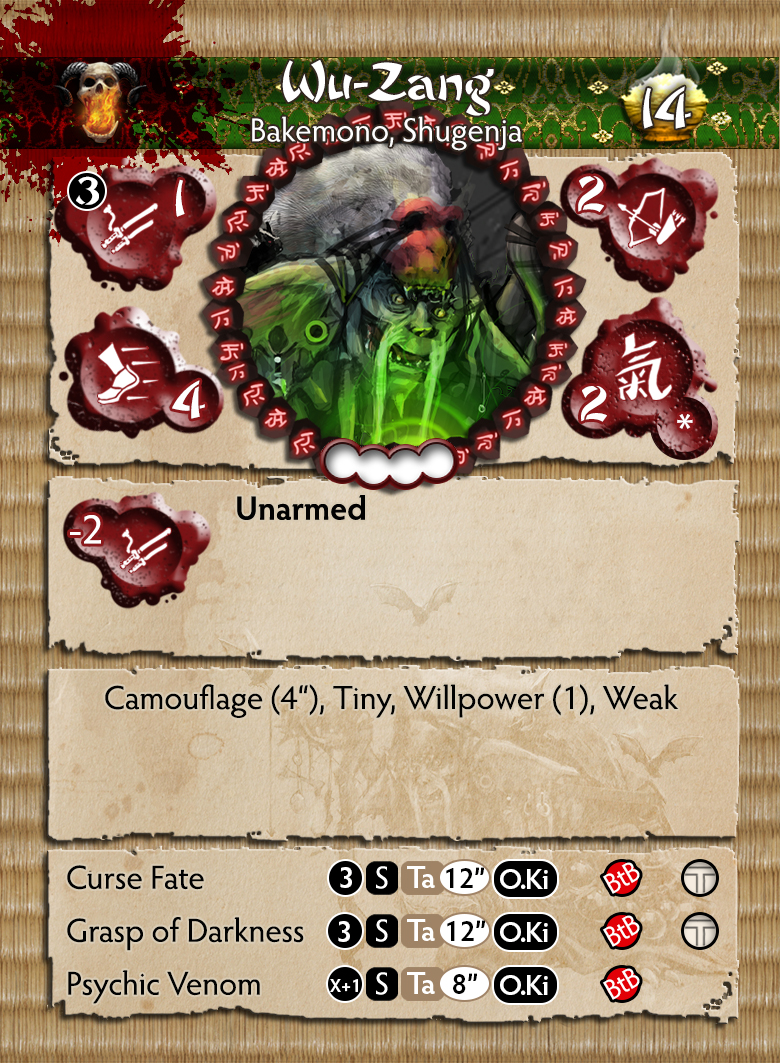 Wu-Zang
14
Bakemono, Shugenja
3 1
2
4
氣
2 *
Unarmed
-2
Camouflage (4"), Tiny, Willpower (1), Weak
Curse Fate 3 S Ta 12" O.Ki BtB T
Grasp of Darkness 3 S Ta 12" O.Ki BtB T
Psychic Venom X+1 S Ta 8" O.Ki BtB